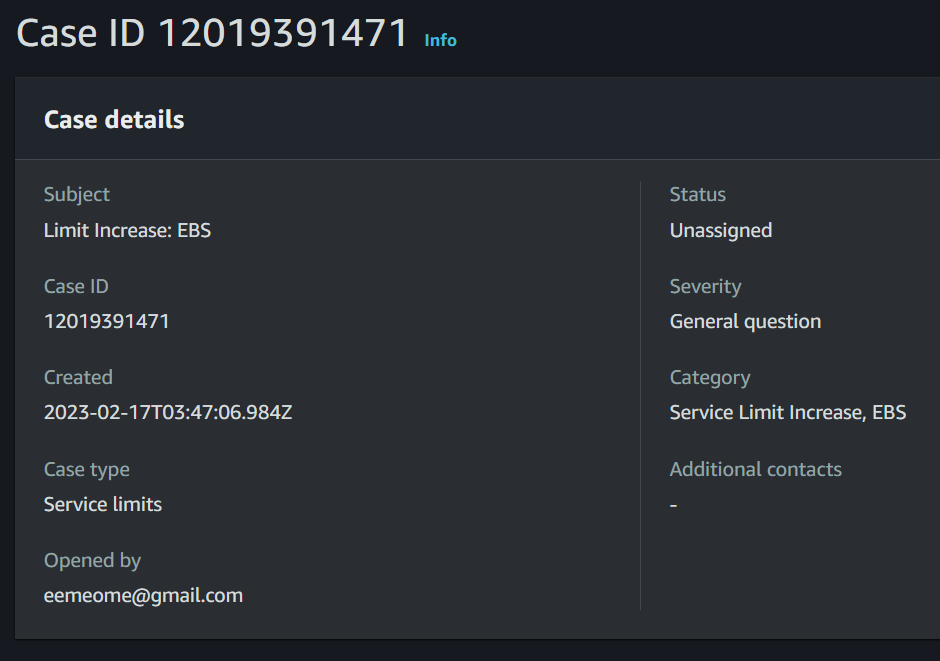 Case ID 12019391471 Info
Case details
Subject
Limit Increase: EBS
Case ID
12019391471
Created
2023-02-17T03:47:06.984Z
Case type
Service limits
Opened by
eemeome@gmail.com
Status
Unassigned
Severity
General question
Category
Service Limit Increase, EBS
Additional contacts
-